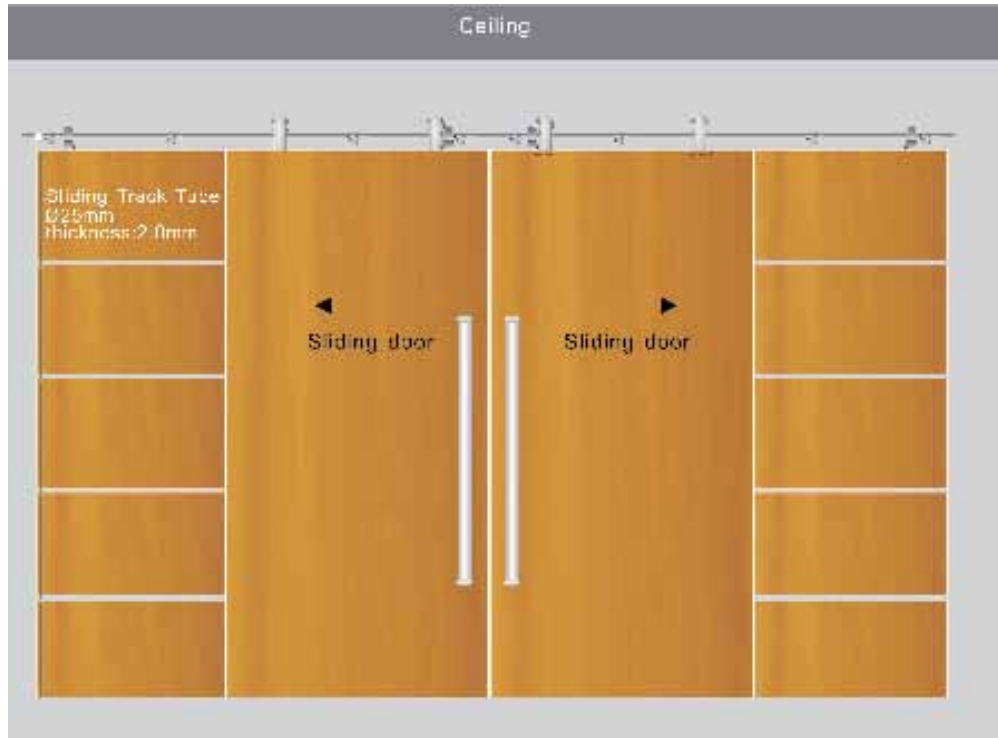 Ceiling
Sliding Track Tube
Ø25mm
thickness:2.0mm
Sliding door
Sliding door